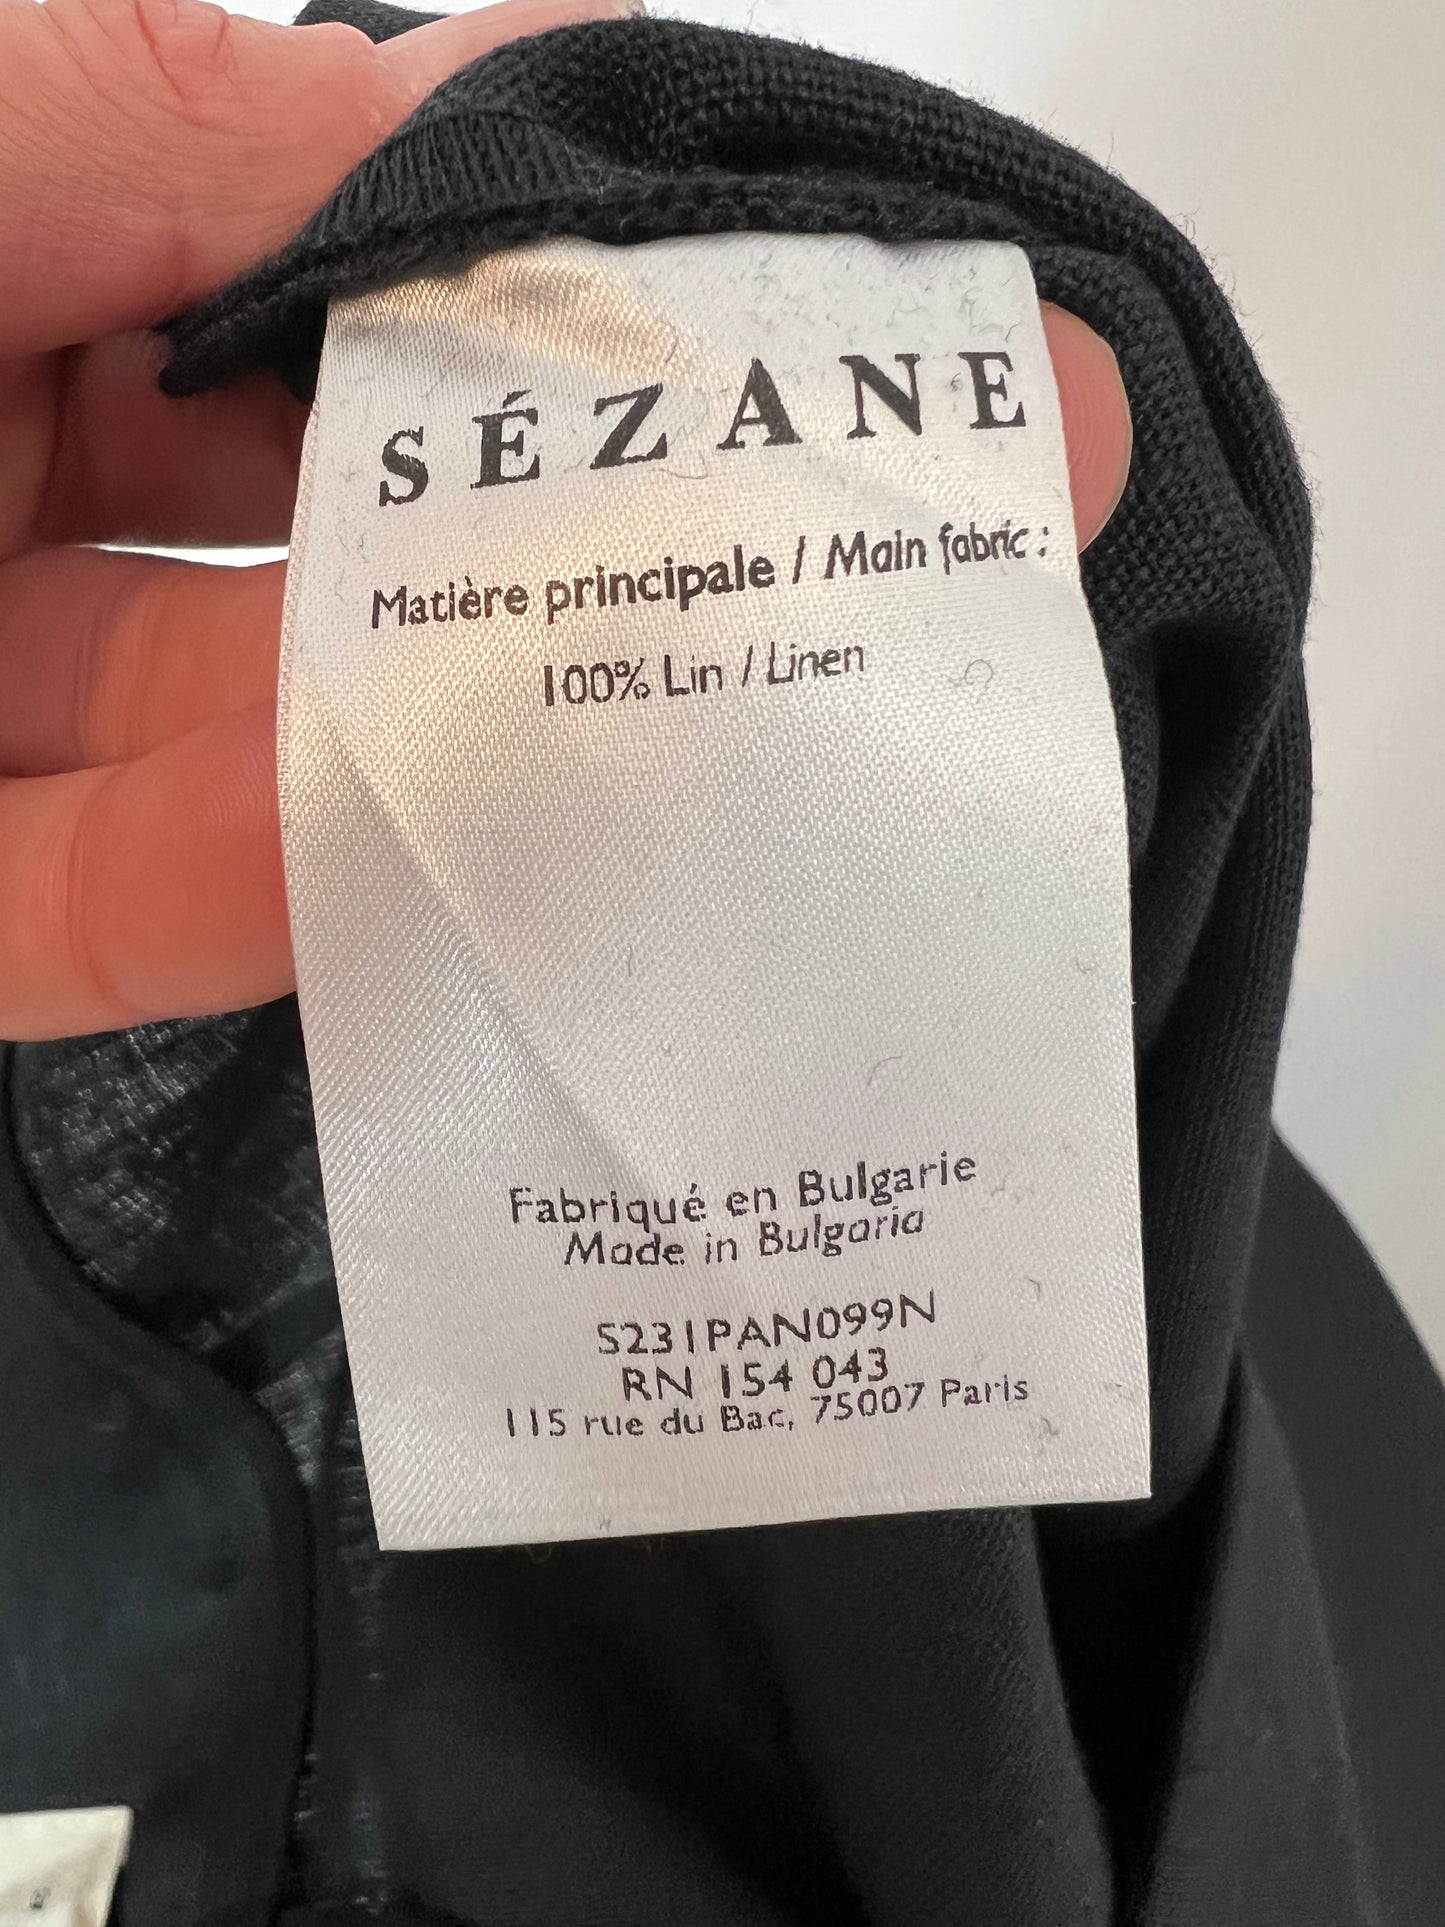 SÉZANE
Matière principale / Main fabric :
100% Lin / Linen
Fabriqué en Bulgarie
Made in Bulgaria
S231PAN099N
RN 154 043
115 rue du Bac, 75007 Paris